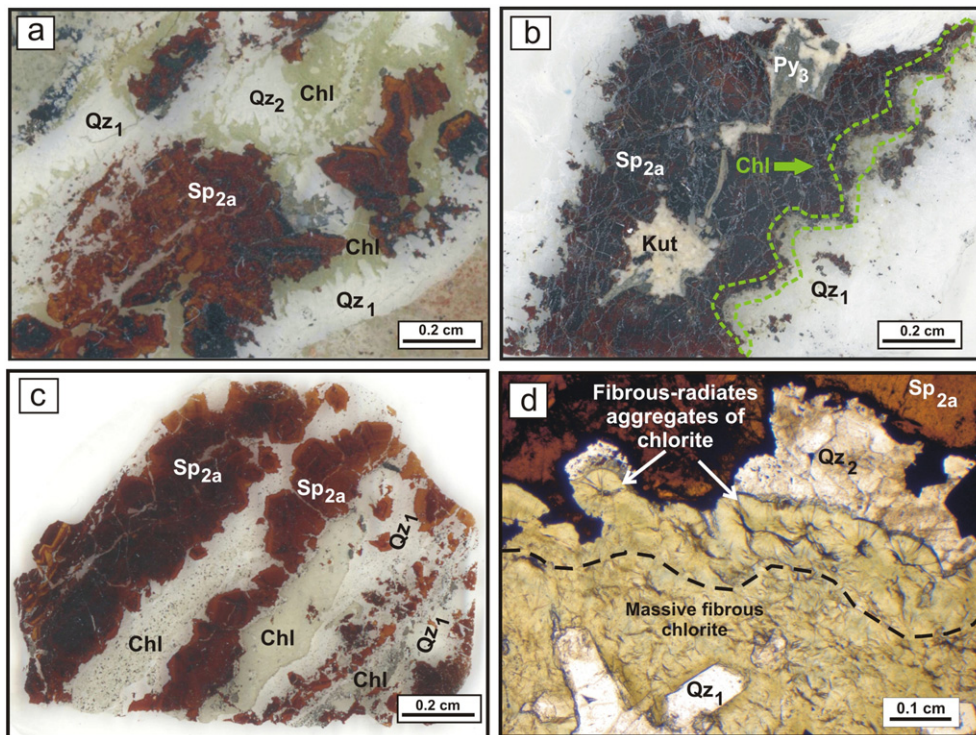 a
Qz1
Qz2
Chl
Sp2a
Chl
Qz1
0.2 cm
b
Py3
Sp2a
Chl
Kut
Qz1
0.2 cm
c
Sp2a
Sp2a
Qz1
Chl
Chl
Qz1
Chl
0.2 cm
d
Fibrous-radiates
aggregates of
chlorite
Sp2a
Qz2
Massive fibrous
chlorite
Qz1
0.1 cm